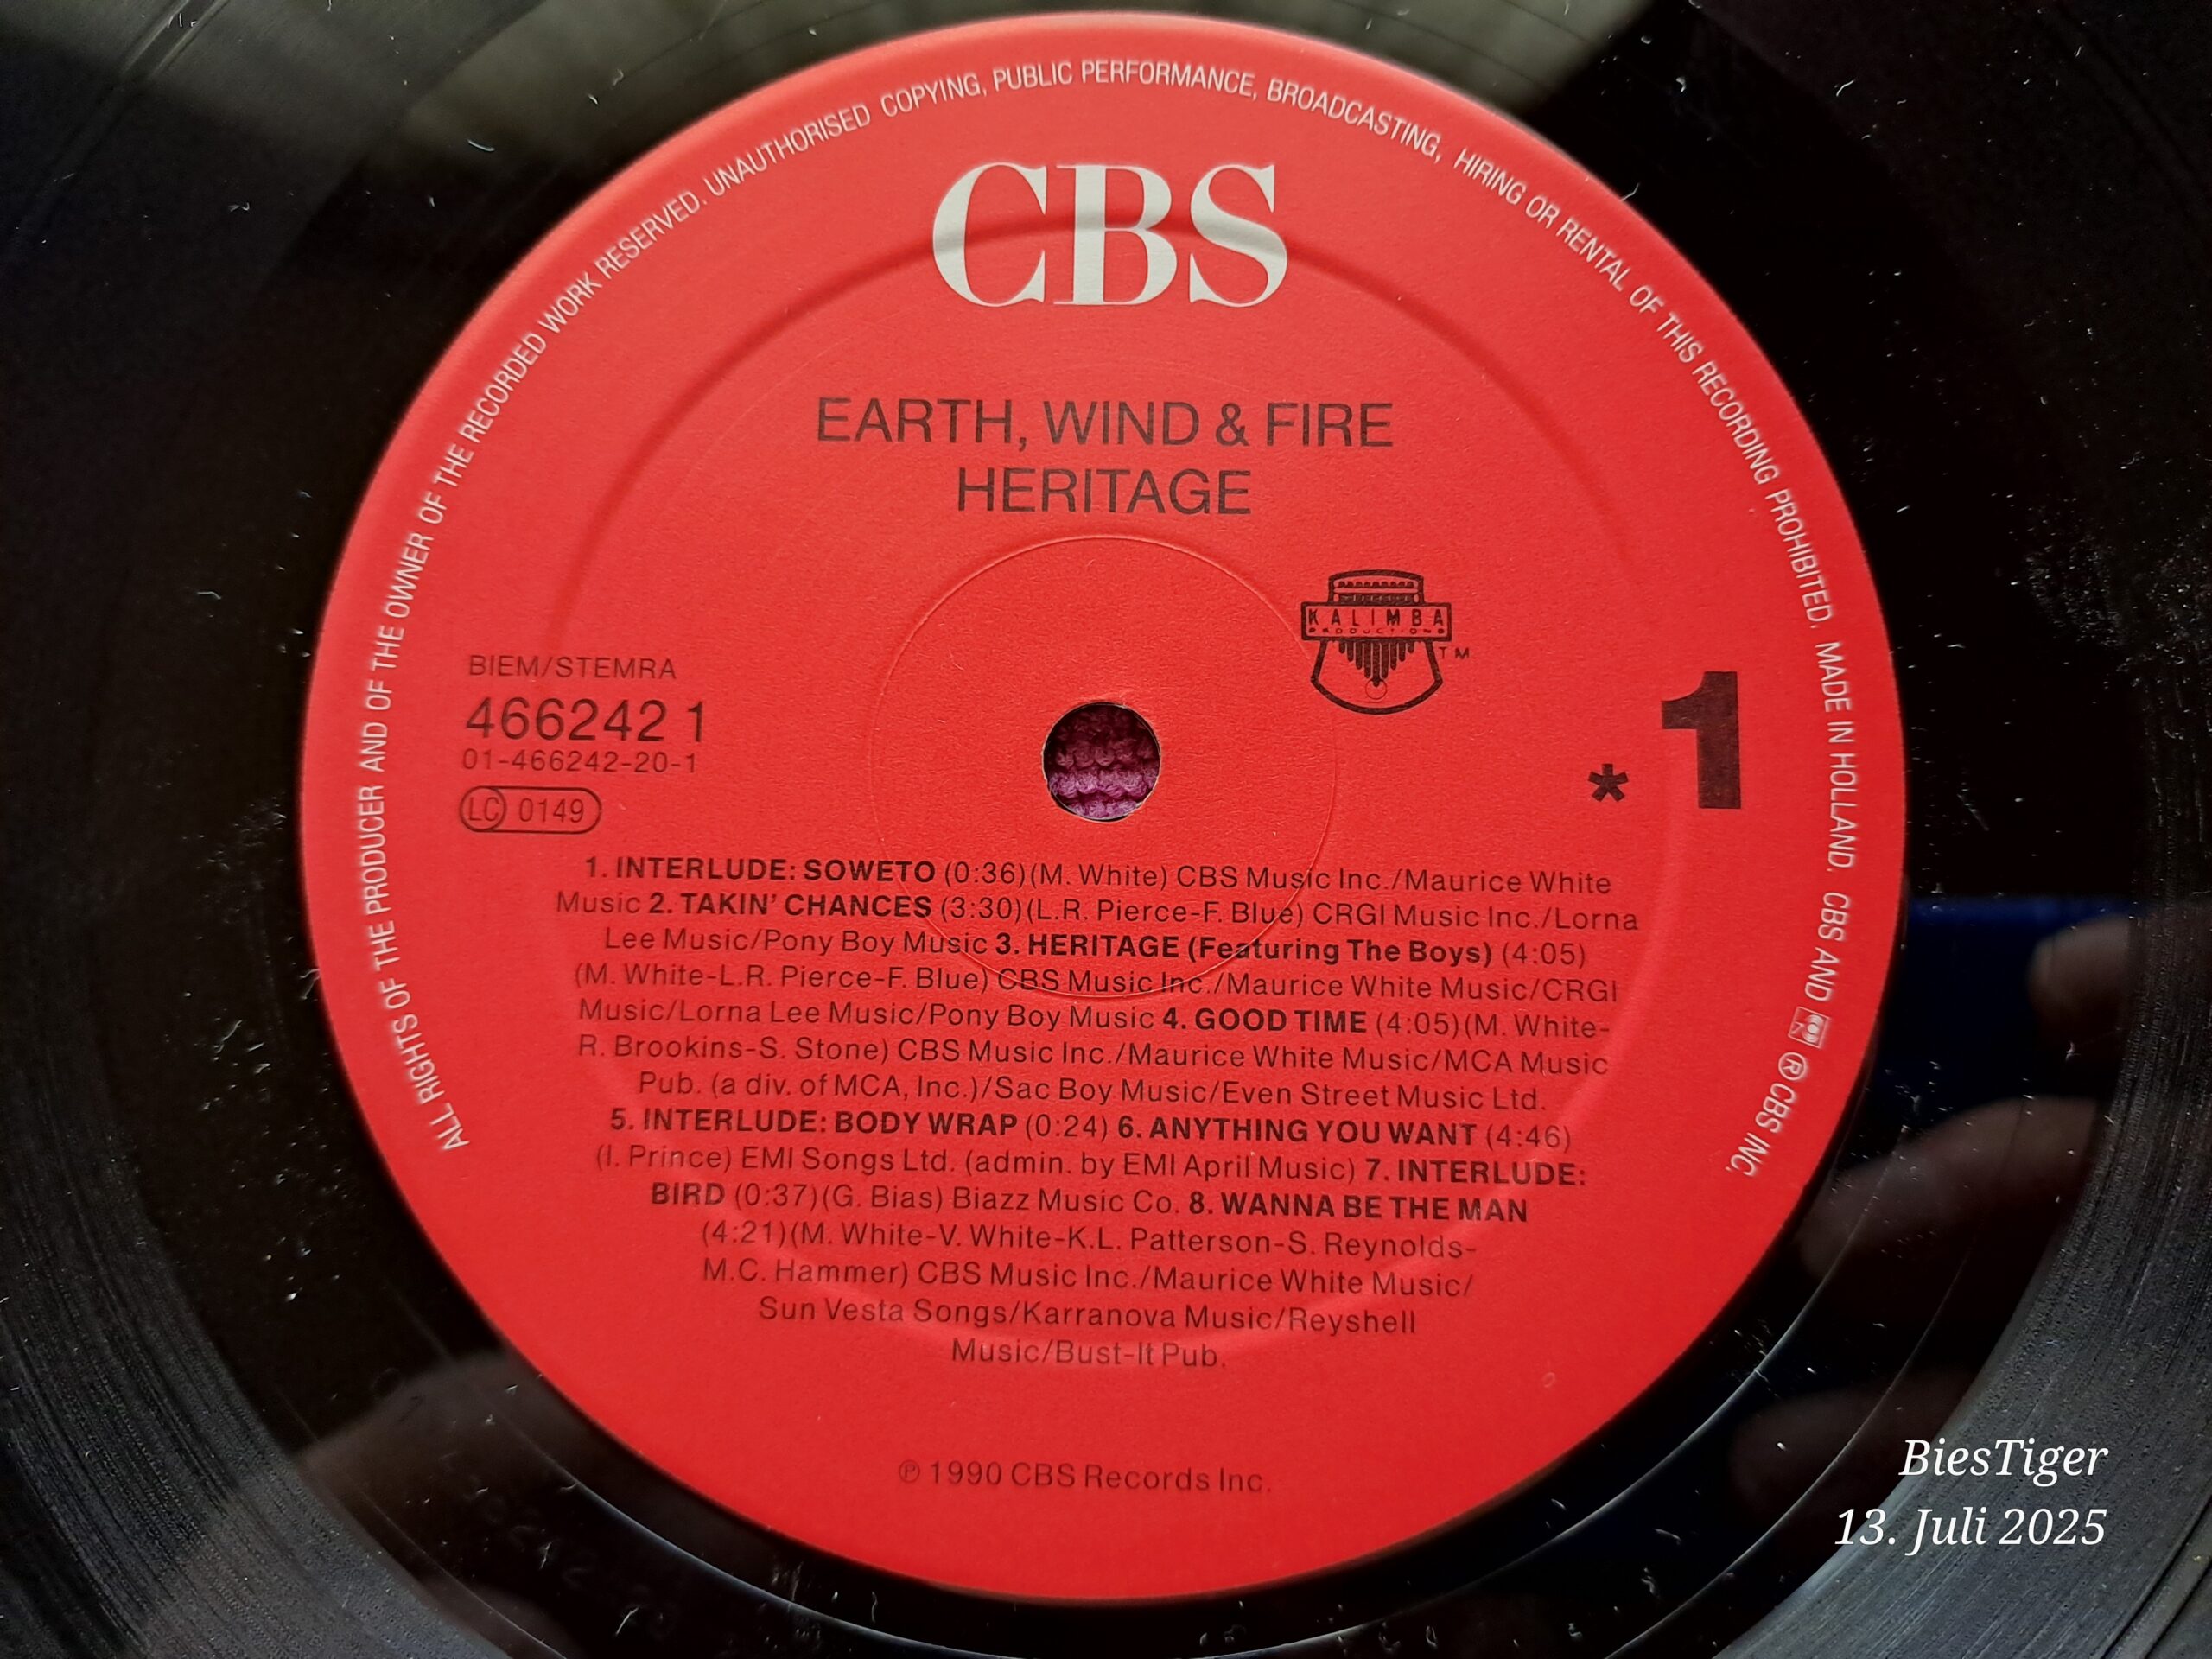 ALL RIGHTS OF THE PRODUCER AND OF THE OWNER OF THE RECORDED WORK RESERVED. UNAUTHORISED COPYING, PUBLIC PERFORMANCE, BROADCASTING, HIRING OR RENTAL OF THIS RECORDING PROHIBITED. MADE IN HOLLAND. CBS AND ® CBS INC.
CBS
EARTH, WIND & FIRE
HERITAGE
KALIMBA
PRODUCTIONS
TM
BIEM/STEMRA
466242 1
01-466242-20-1
LC 0149
* 1
1. INTERLUDE: SOWETO (0:36)(M. White) CBS Music Inc./Maurice White
Music 2. TAKIN' CHANCES (3:30)(L.R. Pierce-F. Blue) CRGI Music Inc./Lorna
Lee Music/Pony Boy Music 3. HERITAGE (Featuring The Boys) (4:05)
(M. White-L.R. Pierce-F. Blue) CBS Music Inc./Maurice White Music/CRGI
Music/Lorna Lee Music/Pony Boy Music 4. GOOD TIME (4:05)(M. White-
R. Brookins-S. Stone) CBS Music Inc./Maurice White Music/MCA Music
Pub. (a div. of MCA, Inc.)/Sac Boy Music/Even Street Music Ltd.
5. INTERLUDE: BODY WRAP (0:24) 6. ANYTHING YOU WANT (4:46)
(I. Prince) EMI Songs Ltd. (admin. by EMI April Music) 7. INTERLUDE:
BIRD (0:37)(G. Bias) Biazz Music Co. 8. WANNA BE THE MAN
(4:21)(M. White-V. White-K.L. Patterson-S. Reynolds-
M.C. Hammer) CBS Music Inc./Maurice White Music/
Sun Vesta Songs/Karranova Music/Reyshell
Music/Bust-It Pub.
℗ 1990 CBS Records Inc.
BiesTiger
13. Juli 2025